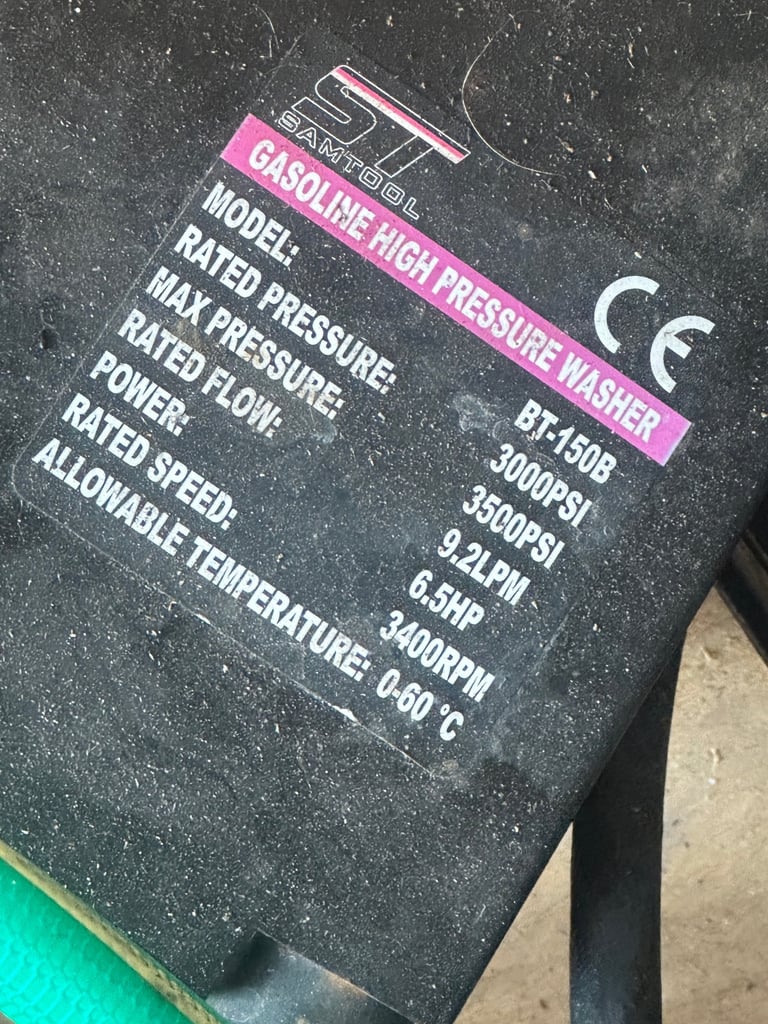 ST
SAMTOOL
GASOLINE HIGH PRESSURE WASHER
CE
MODEL: BT-150B
RATED PRESSURE: 3000PSI
MAX PRESSURE: 3500PSI
RATED FLOW: 9.2LPM
POWER: 6.5HP
RATED SPEED: 3400RPM
ALLOWABLE TEMPERATURE: 0-60 °C